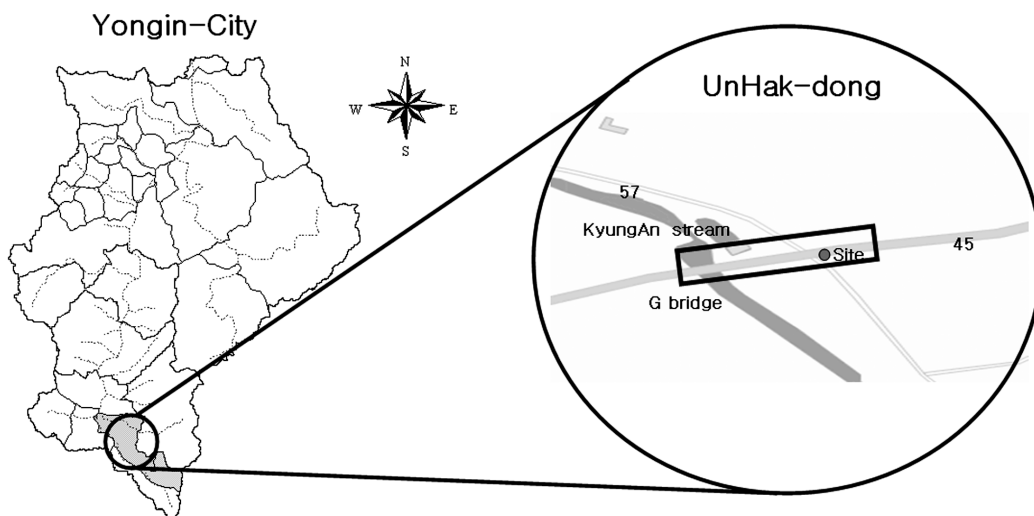 Yongin-City
N
W
E
S
UnHak-dong
57
KyungAn stream
45
Site
G bridge